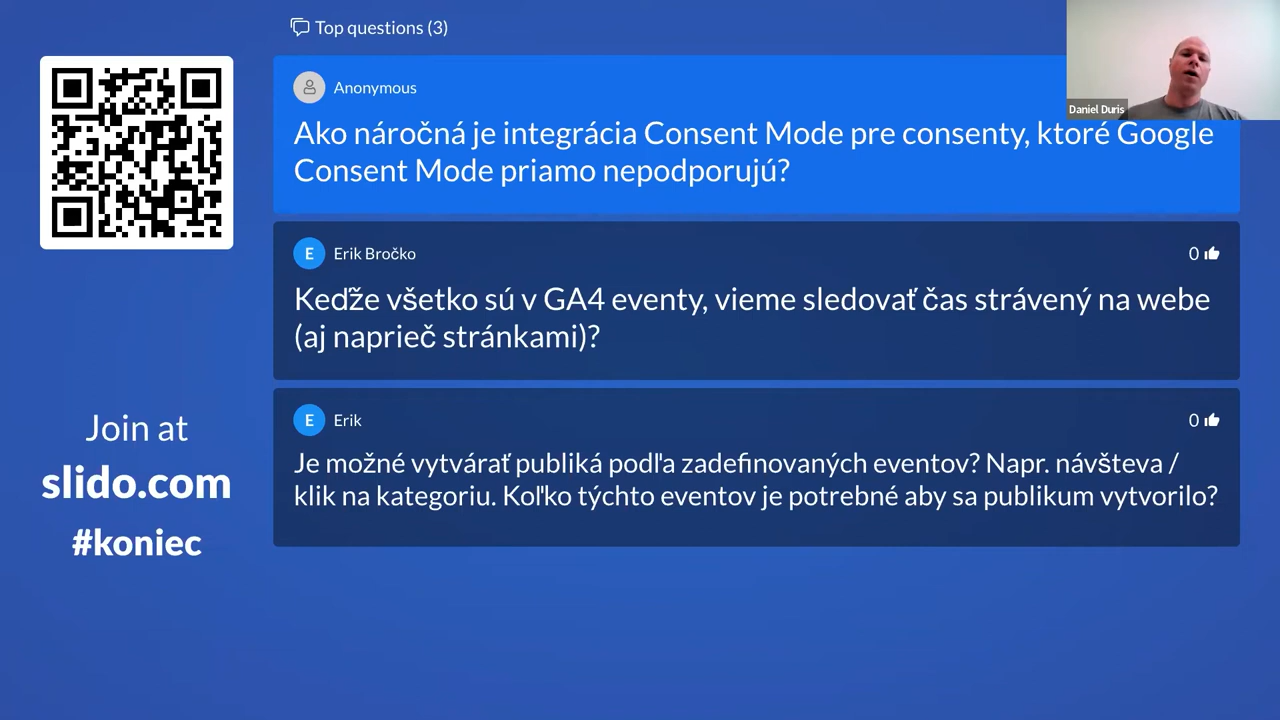 Top questions (3)
Daniel Duris
Anonymous
Ako náročná je integrácia Consent Mode pre consenty, ktoré Google
Consent Mode priamo nepodporujú?
E Erik Bročko 0
Keďže všetko sú v GA4 eventy, vieme sledovať čas strávený na webe
(aj naprieč stránkami)?
E Erik 0
Je možné vytvárať publiká podľa zadefinovaných eventov? Napr. návšteva /
klik na kategoriu. Koľko týchto eventov je potrebné aby sa publikum vytvorilo?
Join at
slido.com
#koniec